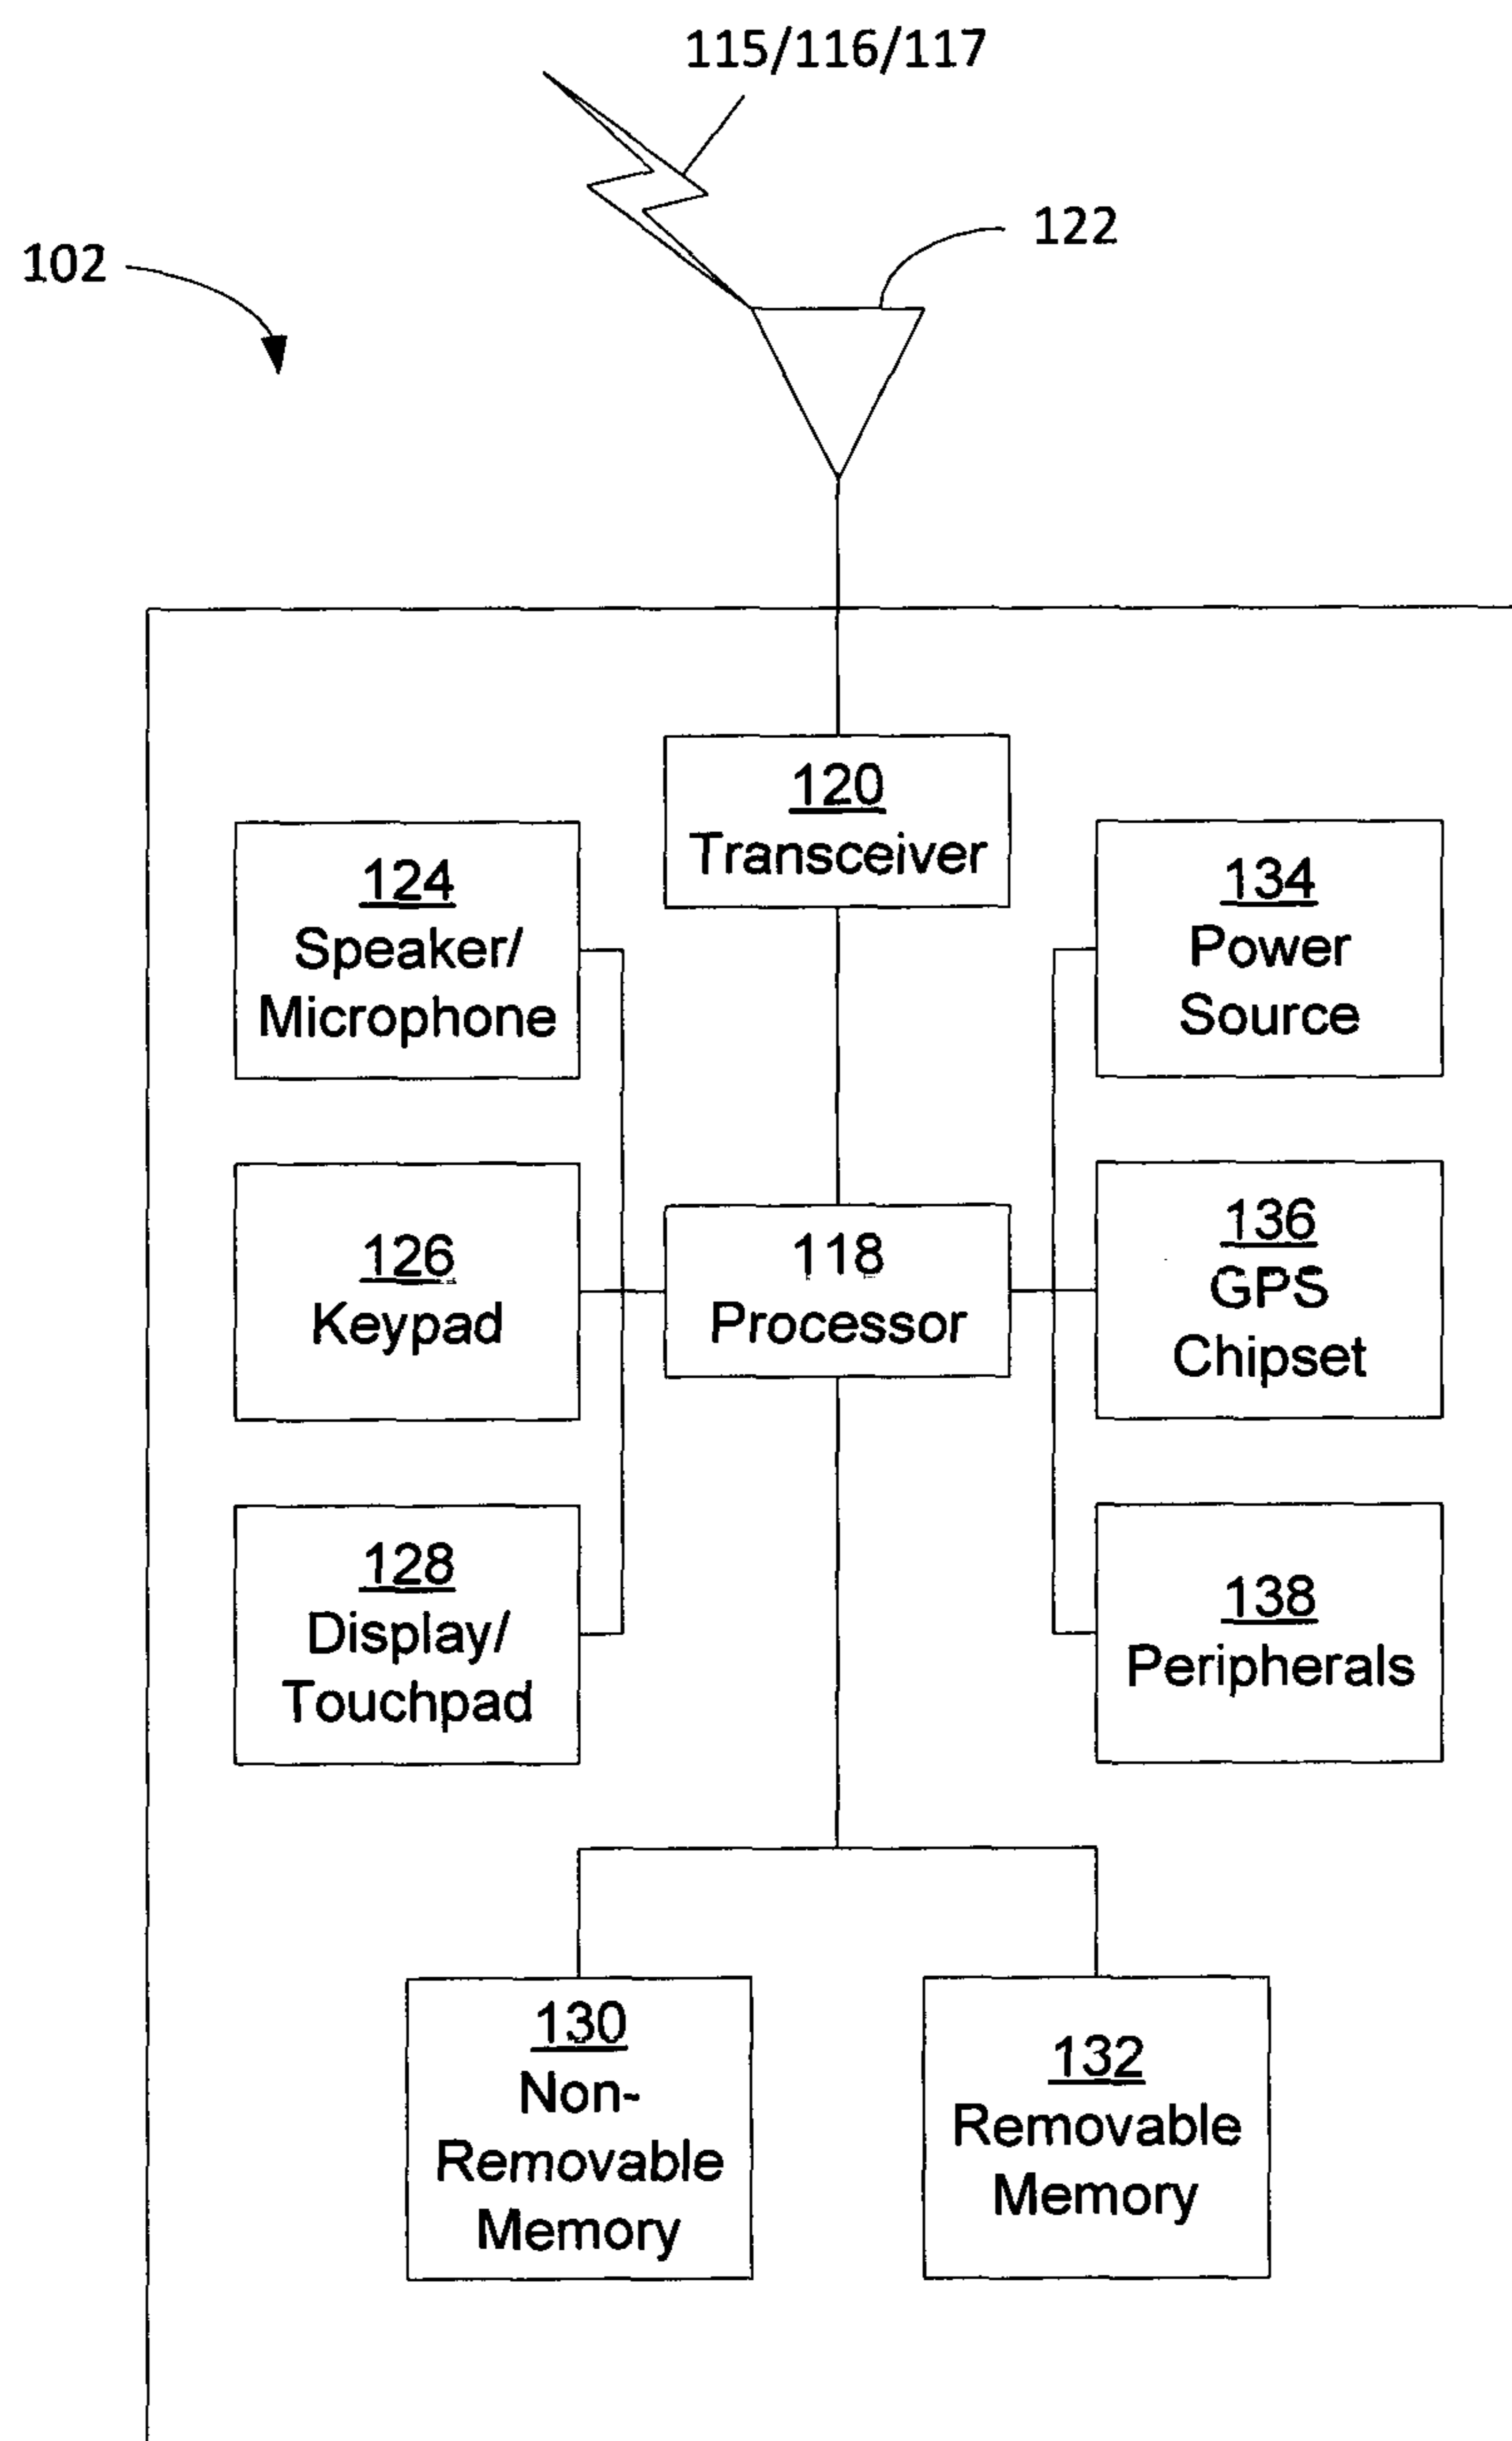 115/116/117
122
102
120
Transceiver
124
Speaker/
Microphone
134
Power
Source
126
Keypad
118
Processor
136
GPS
Chipset
128
Display/
Touchpad
138
Peripherals
130
Non-
Removable
Memory
132
Removable
Memory